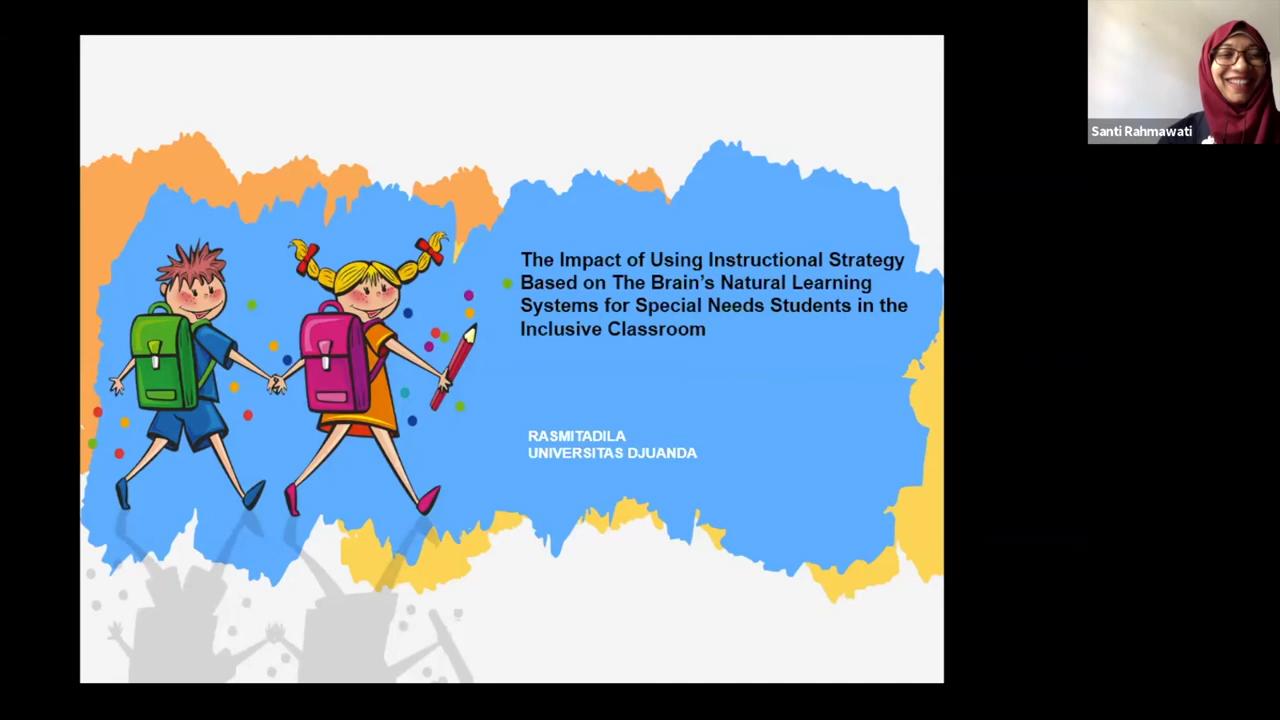 The Impact of Using Instructional Strategy
Based on The Brain's Natural Learning
Systems for Special Needs Students in the
Inclusive Classroom
RASMITADILA
UNIVERSITAS DJUANDA
Santi Rahmawati